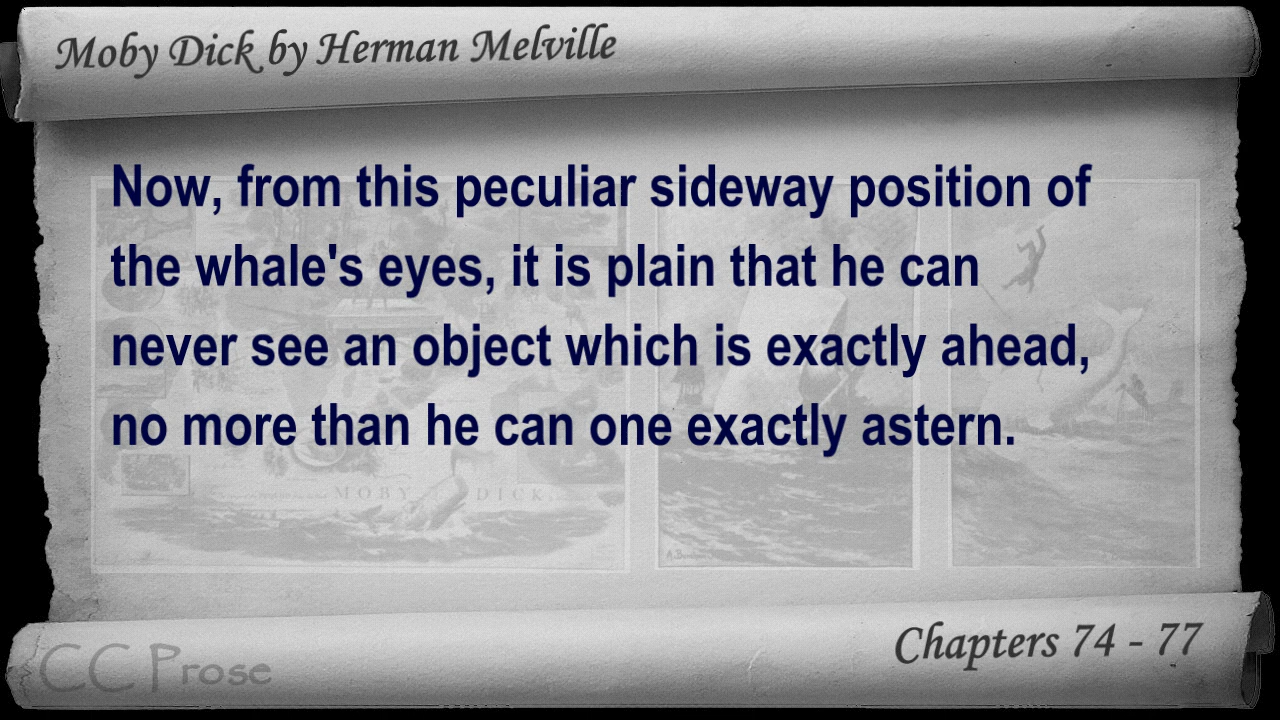 Moby Dick by Herman Melville
Now, from this peculiar sideway position of
the whale's eyes, it is plain that he can
never see an object which is exactly ahead,
no more than he can one exactly astern.
MOBY DICK
Chapters 74 - 77
CC Prose